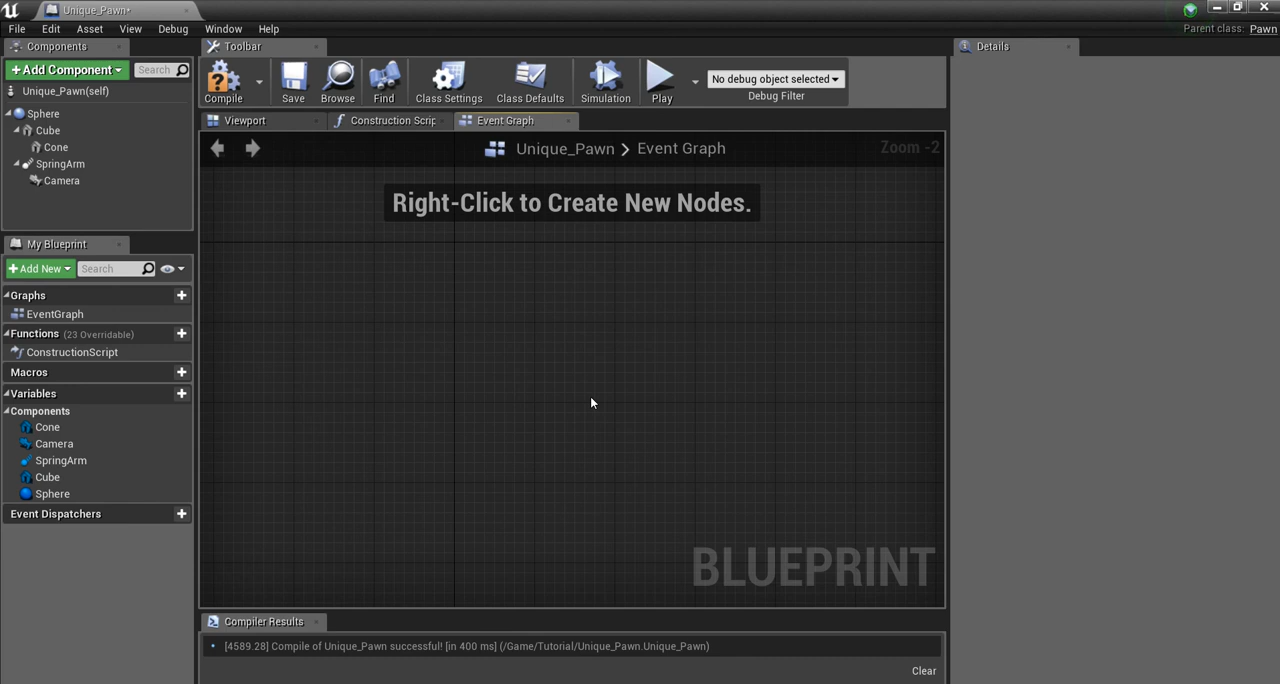 Unique_Pawn*
File Edit Asset View Debug Window Help
Parent class: Pawn
Components
Toolbar
Details
+Add Component
Search
Unique_Pawn(self)
Sphere
Cube
Cone
SpringArm
Camera
Compile
Save
Browse
Find
Class Settings
Class Defaults
Simulation
Play
No debug object selected
Debug Filter
Viewport
Construction Scrip
Event Graph
Unique_Pawn > Event Graph
Zoom -2
Right-Click to Create New Nodes.
My Blueprint
+Add New
Search
Graphs
EventGraph
Functions (23 Overridable)
ConstructionScript
Macros
Variables
Components
Cone
Camera
SpringArm
Cube
Sphere
Event Dispatchers
BLUEPRINT
Compiler Results
[4589.28] Compile of Unique_Pawn successful! [in 400 ms] (/Game/Tutorial/Unique_Pawn.Unique_Pawn)
Clear